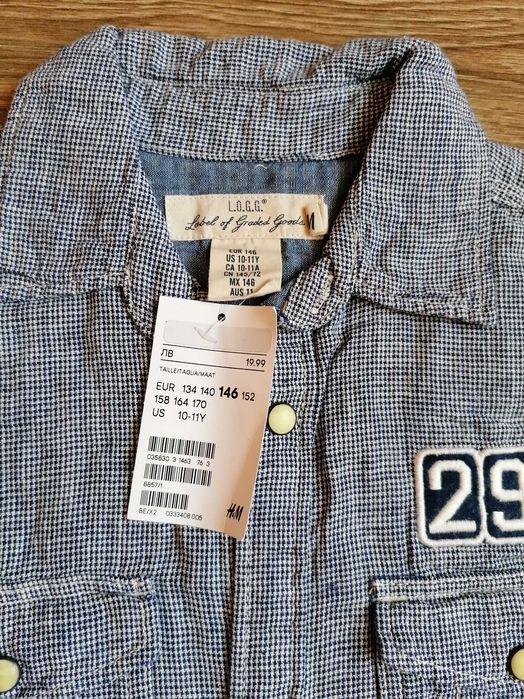 L.O.G.G.®
Label of Graded Goods
EUR 146
US 10-11Y
CA 10-11A
CN 145/72
MX 146
AUS 11
ЛВ 19.99
TAILLE/TAGLIA/MAAT
EUR 134 140 146 152
158 164 170
US 10-11Y
035830 3 1463 76 3
8857/1
BE/X2 0333408 005
H&M
29